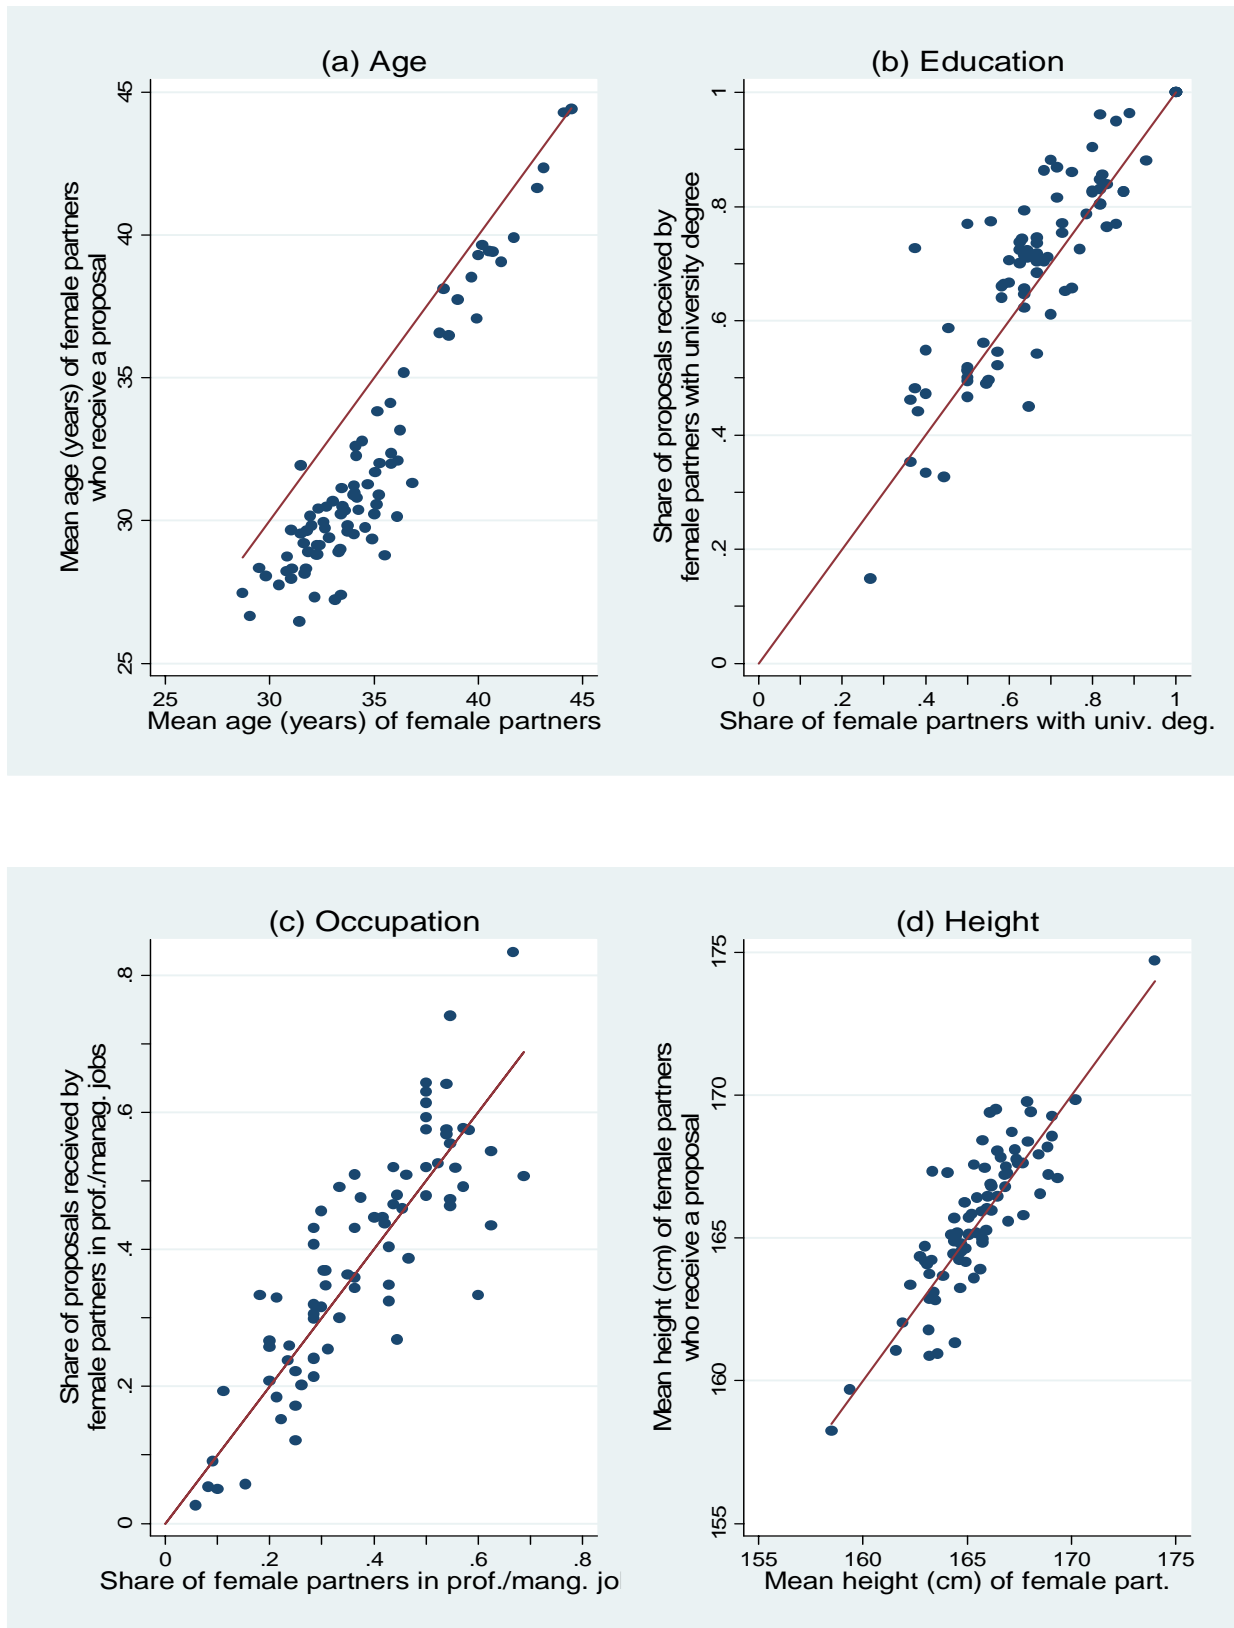 (a) Age
Mean age (years) of female partners
who receive a proposal
45
40
35
30
25
25 30 35 40 45
Mean age (years) of female partners
(b) Education
Share of proposals received by
female partners with university degree
1
.8
.6
.4
.2
0
0 .2 .4 .6 .8 1
Share of female partners with univ. deg.
(c) Occupation
Share of proposals received by
female partners in prof./manag. jobs
.8
.6
.4
.2
0
0 .2 .4 .6 .8
Share of female partners in prof./mang. jo
(d) Height
Mean height (cm) of female partners
who receive a proposal
175
170
165
160
155
155 160 165 170 175
Mean height (cm) of female part.